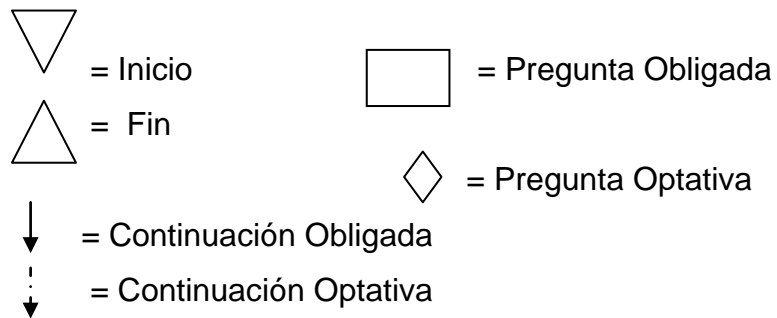 = Inicio
= Pregunta Obligada
= Fin
= Pregunta Optativa
= Continuación Obligada
= Continuación Optativa